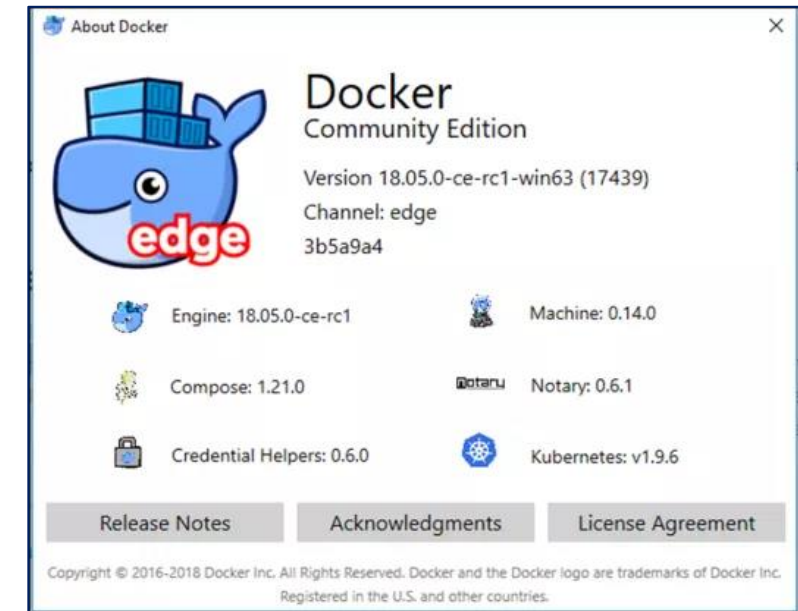 About Docker
Docker
Community Edition
Version 18.05.0-ce-rc1-win63 (17439)
Channel: edge
3b5a9a4
edge
Engine: 18.05.0-ce-rc1
Machine: 0.14.0
Compose: 1.21.0
notary
Notary: 0.6.1
Credential Helpers: 0.6.0
Kubernetes: v1.9.6
Release Notes
Acknowledgments
License Agreement
Copyright © 2016-2018 Docker Inc. All Rights Reserved. Docker and the Docker logo are trademarks of Docker Inc.
Registered in the U.S. and other countries.